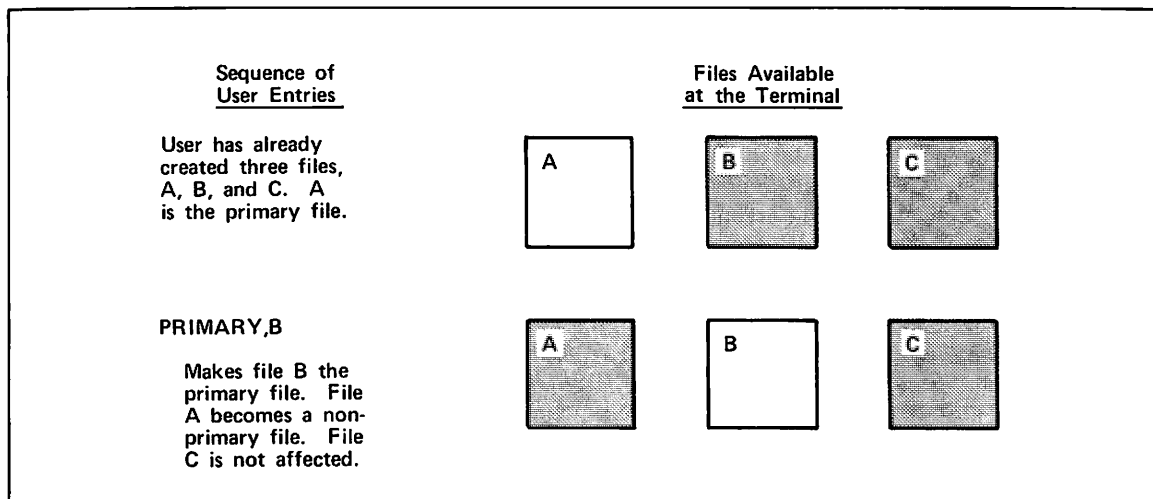 Sequence of
User Entries
Files Available
at the Terminal
User has already
created three files,
A, B, and C. A
is the primary file.
A
B
C
PRIMARY,B
Makes file B the
primary file. File
A becomes a non-
primary file. File
C is not affected.
A
B
C